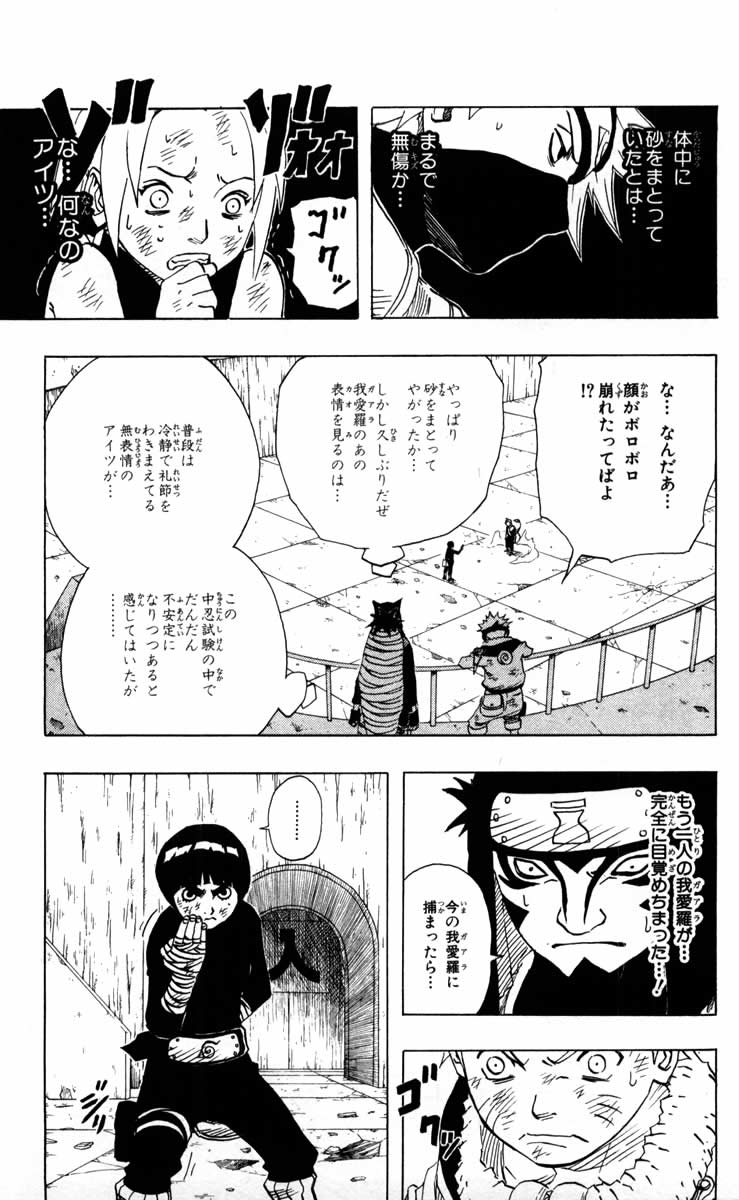 体中に
砂をまとって
いたとは…
まるで
無傷か…
ゾオオ
ゾゾ
ゴクッ
な…何なの
アイツ…
な…なんだあ…
顔がボロボロ
崩れたってばよ
!?
やっぱり
砂をまとって
やがったか…
しかし久しぶりだぜ
我愛羅のあの
表情を見るのは…
普段は
冷静で礼節を
わきまえてる
無表情の
アイツが…
この
中忍試験の中で
だんだん
不安定に
なりつつあると
感じてはいたが
………
もう一人の我愛羅が…
完全に目覚めちまった…!
今の我愛羅に
捕まったら…
ゴクッ
………
入